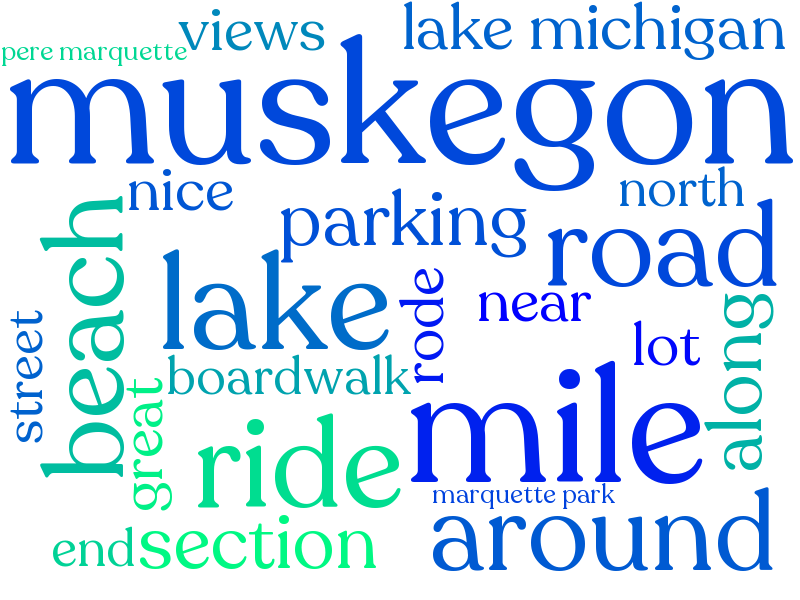 views
lake michigan
pere marquette
muskegon
nice
north
parking
road
beach
lake
rode
near
along
street
lot
boardwalk
great
ride
mile
marquette park
end
section
around